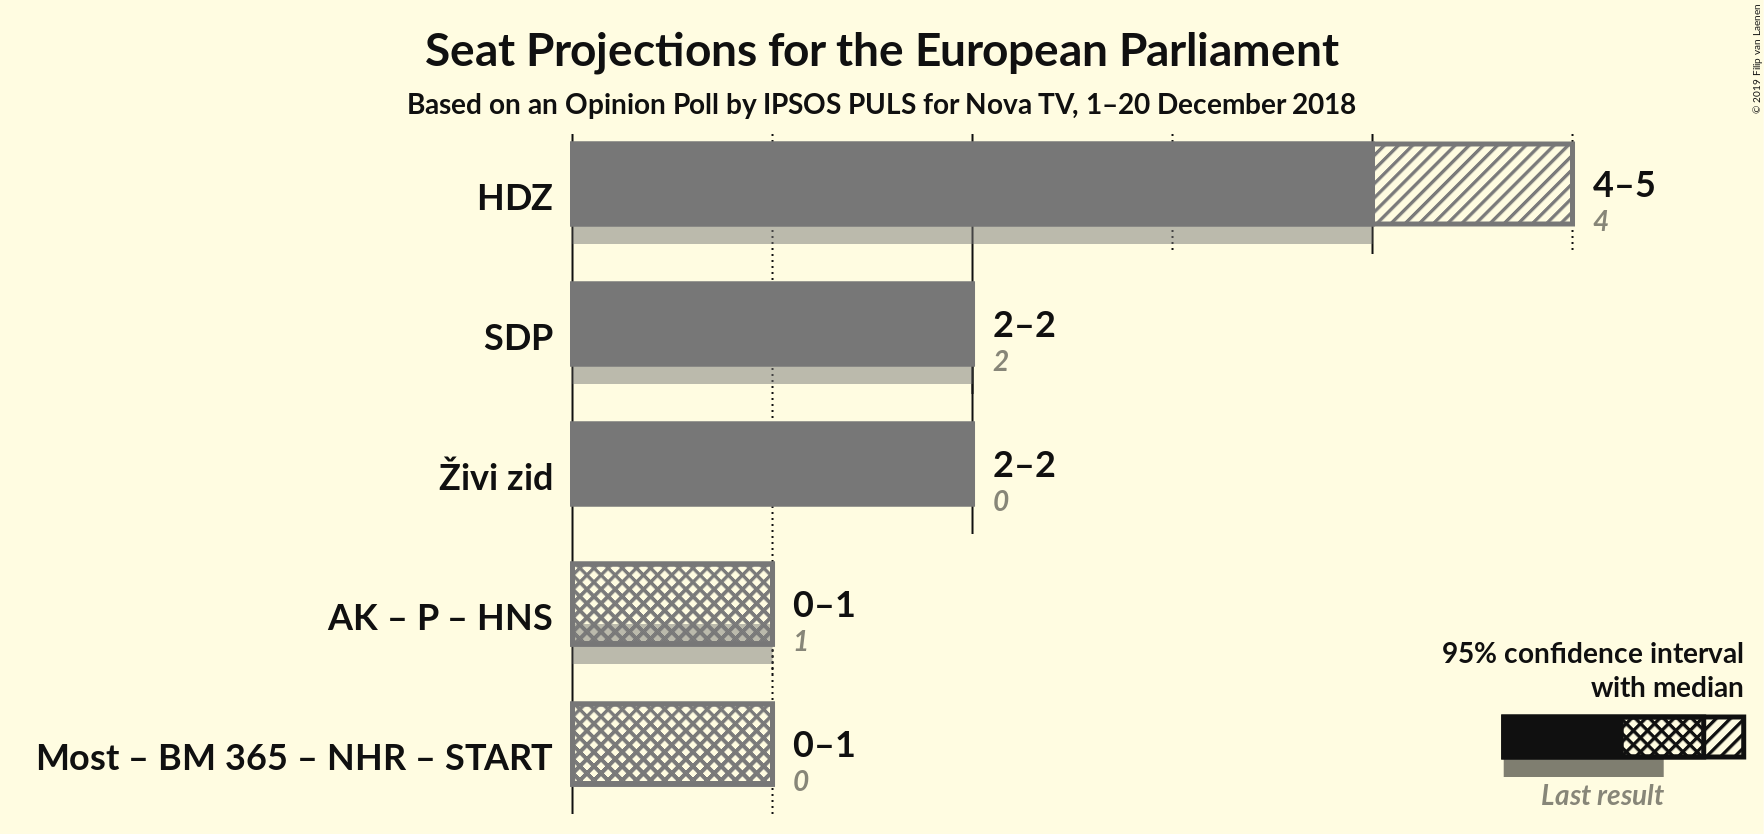 Seat Projections for the European Parliament
Based on an Opinion Poll by IPSOS PULS for Nova TV, 1–20 December 2018
© 2019 Filip van Laenen
HDZ
4–5
4
SDP
2–2
2
Živi zid
2–2
0
AK – P – HNS
0–1
1
Most – BM 365 – NHR – START
0–1
0
95% confidence interval
with median
Last result